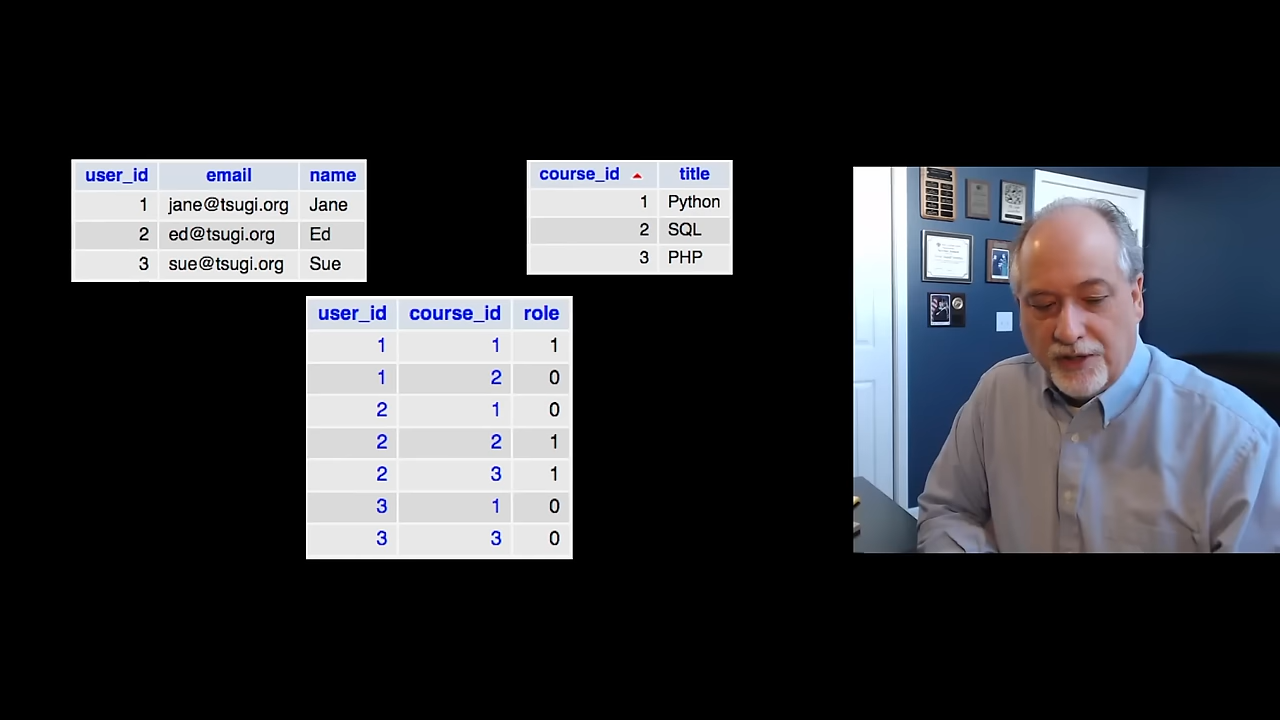 user_id email name
1 jane@tsugi.org Jane
2 ed@tsugi.org Ed
3 sue@tsugi.org Sue
course_id title
1 Python
2 SQL
3 PHP
user_id course_id role
1 1 1
1 2 0
2 1 0
2 2 1
2 3 1
3 1 0
3 3 0